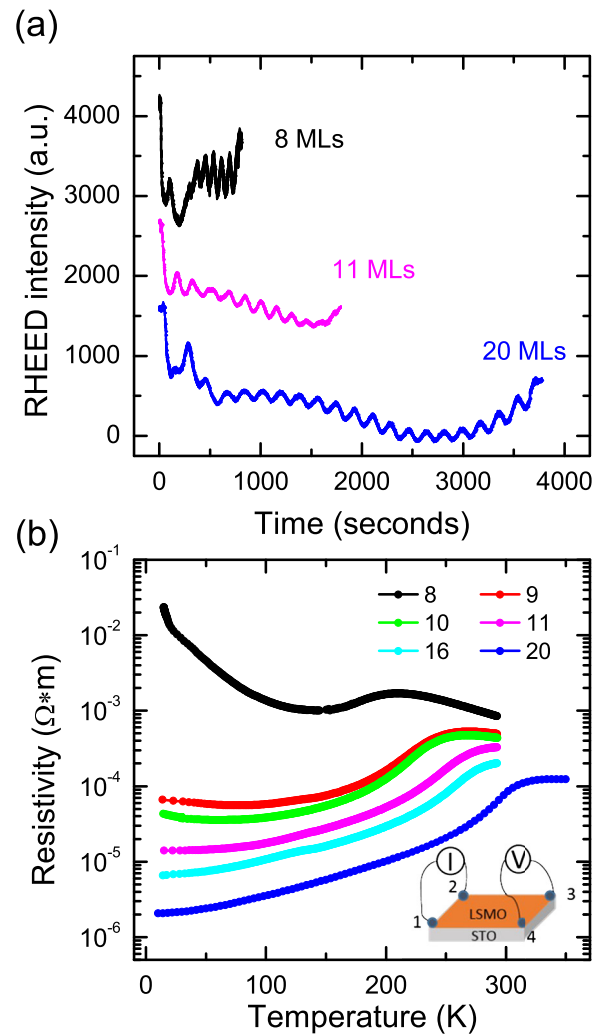 (a)
RHEED intensity (a.u.)
4000
3000
2000
1000
0
8 MLs
11 MLs
20 MLs
0 1000 2000 3000 4000
Time (seconds)
(b)
Resistivity (Ω*m)
10⁻¹
10⁻²
10⁻³
10⁻⁴
10⁻⁵
10⁻⁶
8 9
10 11
16 20
I V
2 3
LSMO
1 4
STO
0 100 200 300
Temperature (K)